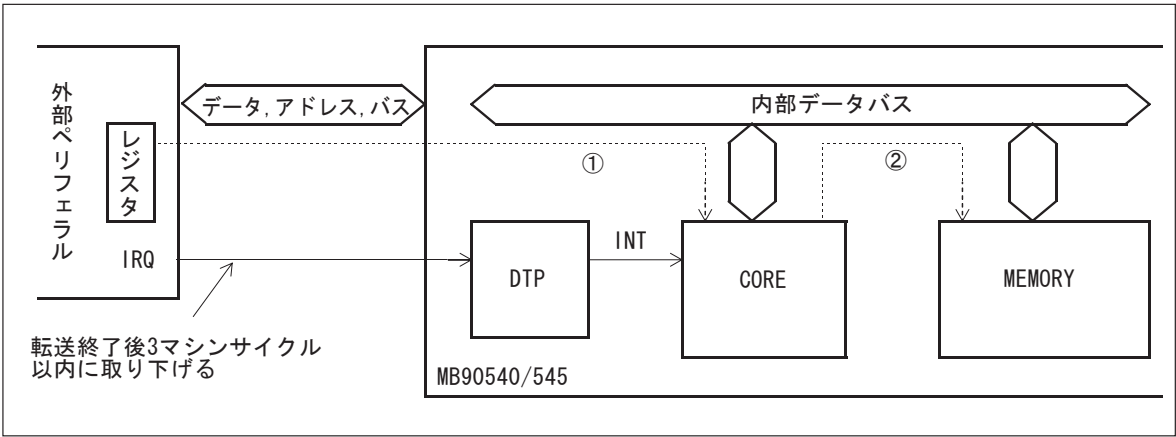 外部ペリフェラル
レジスタ
データ,アドレス,バス
内部データバス
①
②
IRQ
INT
DTP
CORE
MEMORY
転送終了後3マシンサイクル
以内に取り下げる
MB90540/545